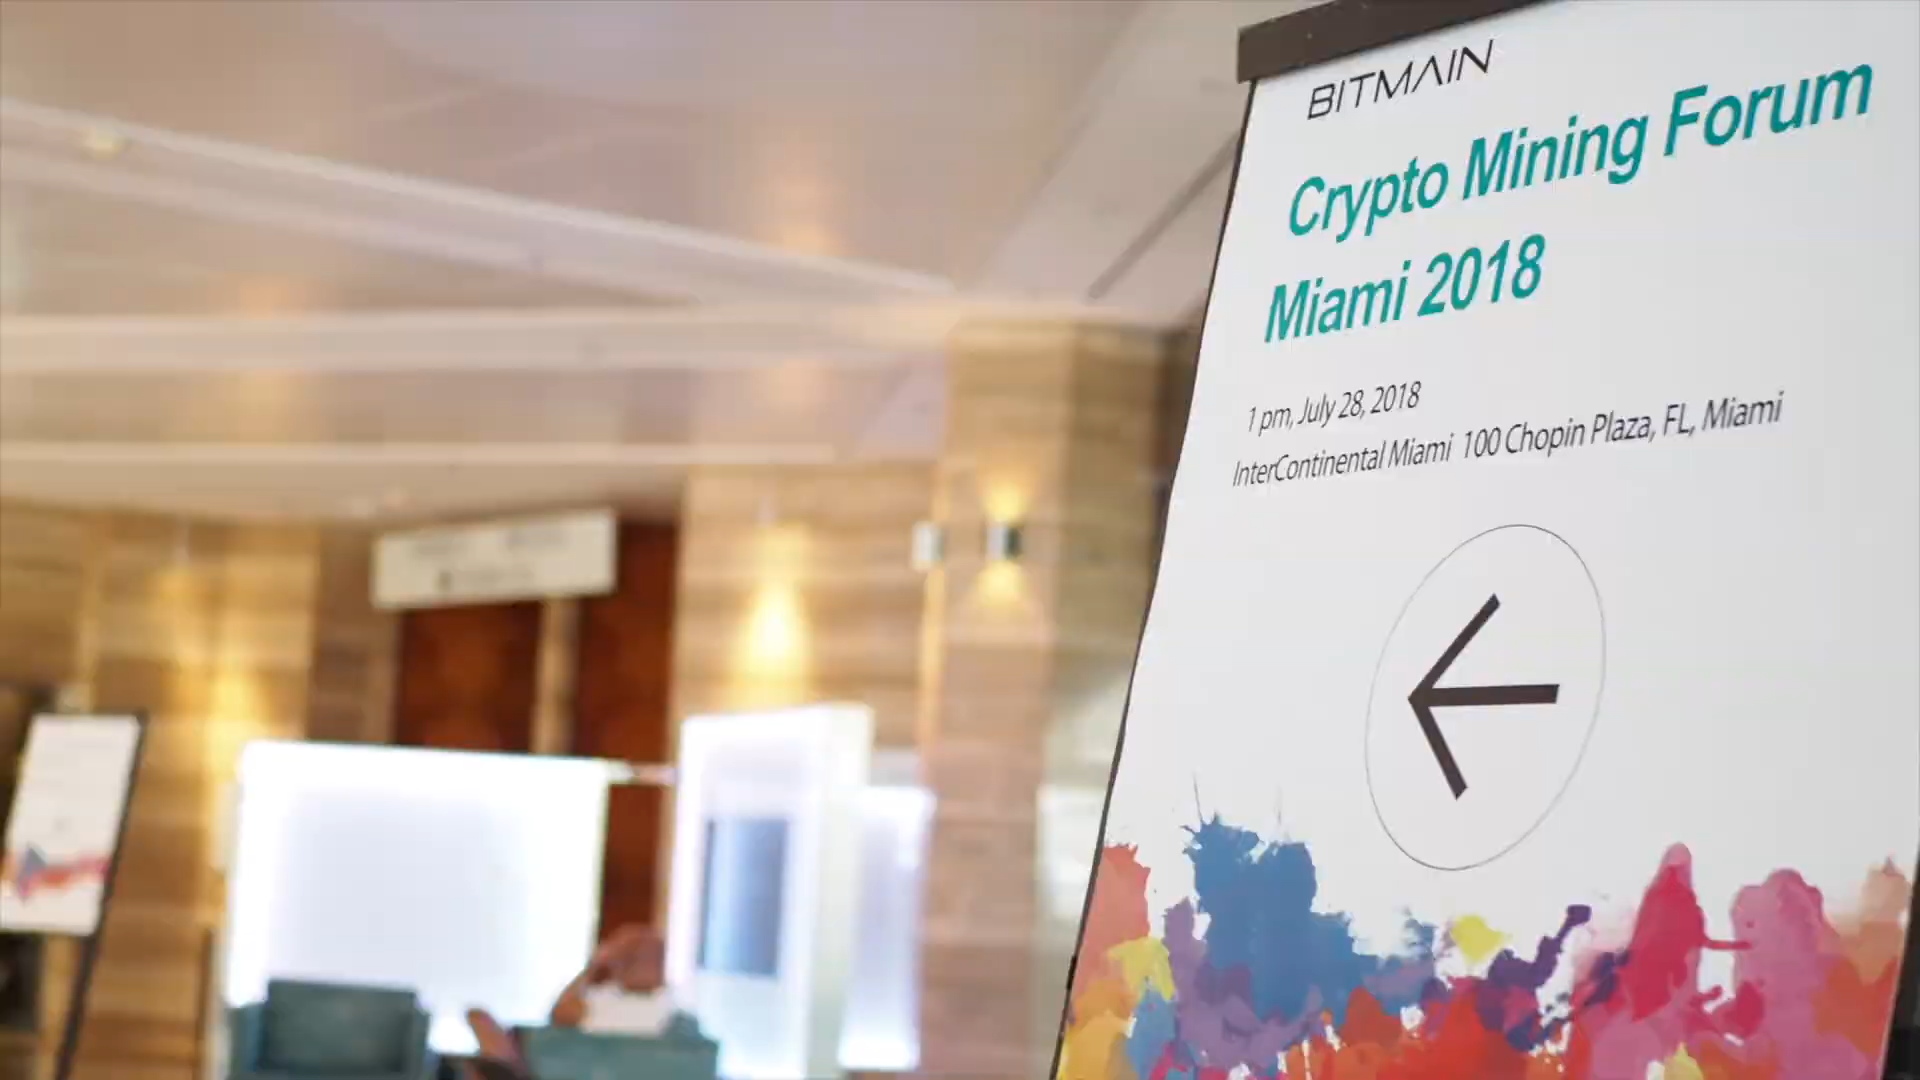 BITMAIN
Crypto Mining Forum
Miami 2018
1 pm, July 28, 2018
InterContinental Miami 100 Chopin Plaza, FL, Miami